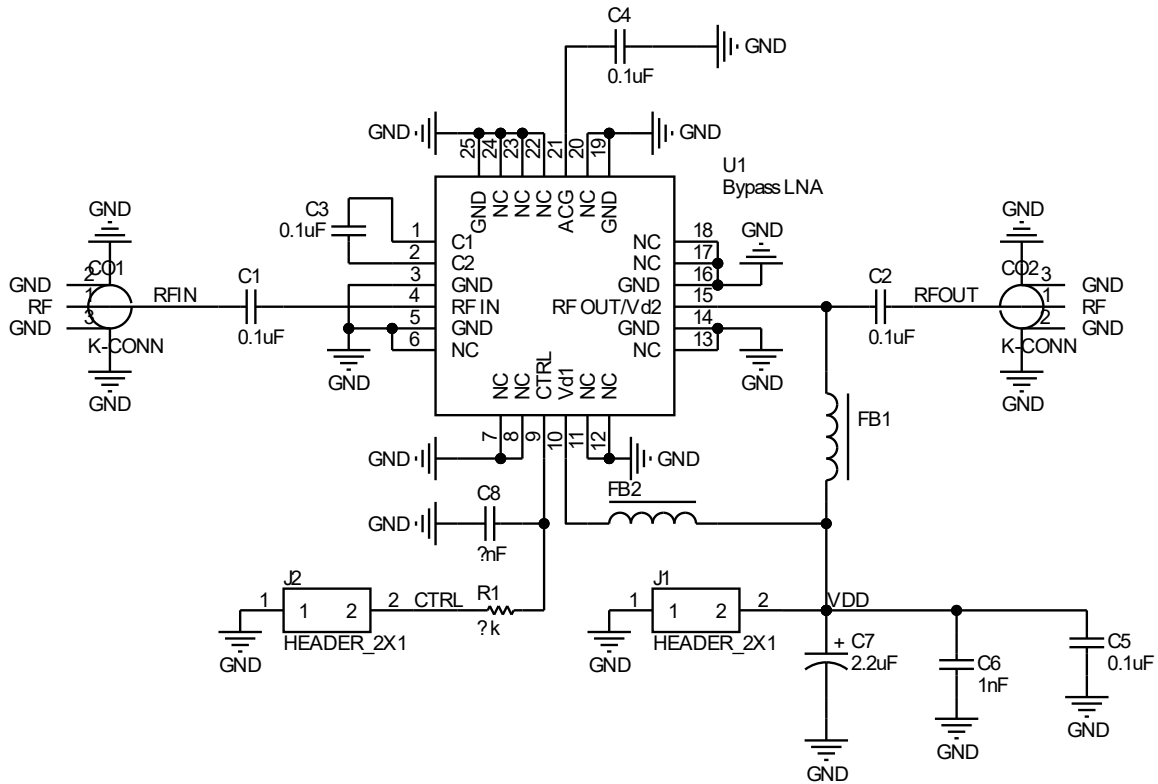 C4
GND
0.1uF
GND
GND
25
24
23
22
21
20
19
U1
Bypass LNA
GND
NC
NC
NC
ACG
NC
GND
C3
0.1uF
1
2
3
4
5
6
C1
C2
GND
RF IN
GND
NC
NC
NC
GND
RF OUT/Vd2
GND
NC
18
17
16
15
14
13
GND
GND
GND
GND
CO1
2
1
3
GND
RF
GND
K-CONN
GND
RFIN
C1
0.1uF
GND
C2
0.1uF
RFOUT
GND
CO2
3
1
2
GND
RF
GND
K-CONN
GND
NC
NC
CTRL
Vd1
NC
NC
7
8
9
10
11
12
GND
GND
FB1
FB2
C8
GND
?nF
J2
1
1
2
2
CTRL
R1
?k
HEADER_2X1
GND
J1
1
1
2
2
VDD
HEADER_2X1
GND
+
C7
2.2uF
GND
C6
1nF
GND
C5
0.1uF
GND